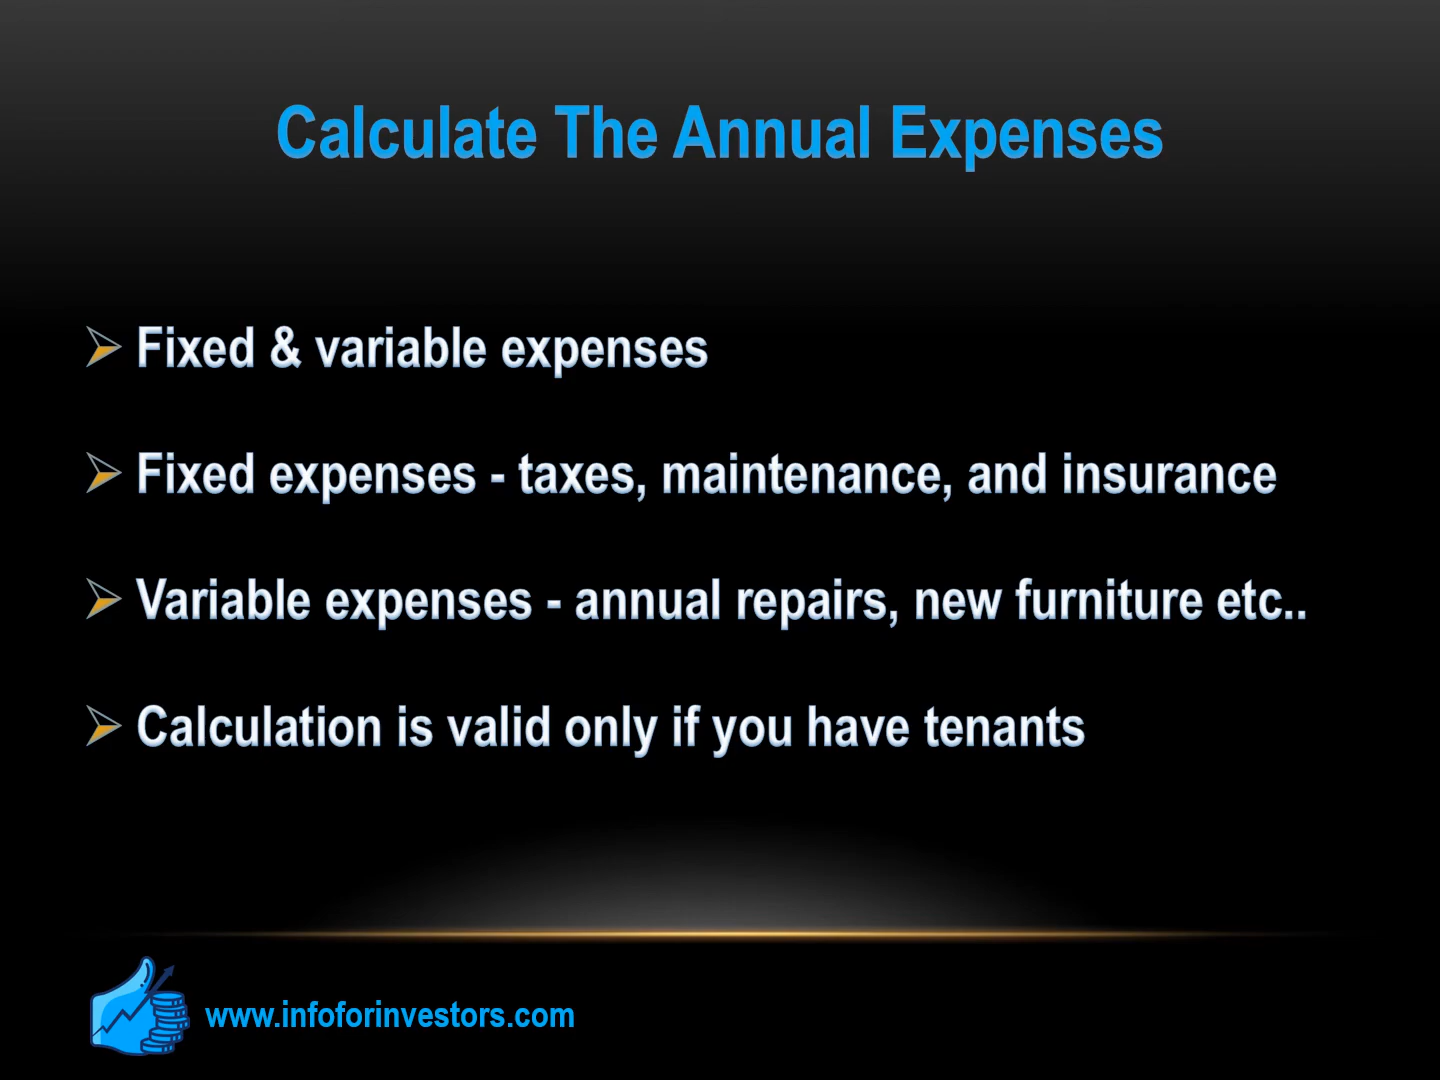 Calculate The Annual Expenses
Fixed & variable expenses
Fixed expenses - taxes, maintenance, and insurance
Variable expenses - annual repairs, new furniture etc..
Calculation is valid only if you have tenants
www.infoforinvestors.com